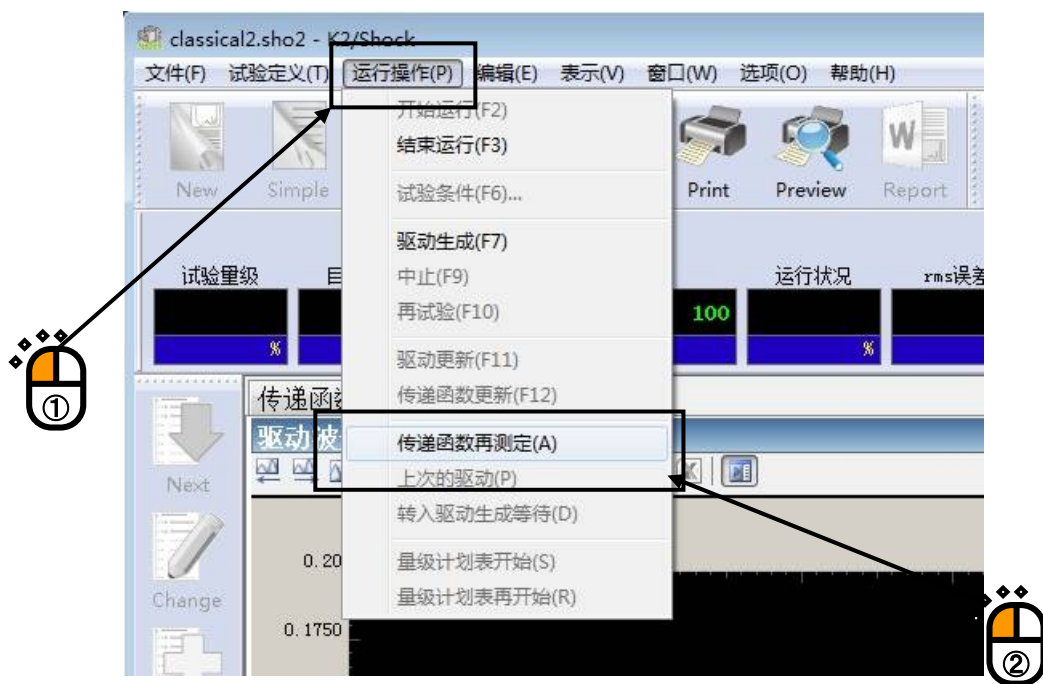 classical2.sho2 - K2/Shock
文件(F) 试验定义(T) 运行操作(P) 编辑(E) 表示(V) 窗口(W) 选项(O) 帮助(H)
开始运行(F2)
结束运行(F3)
试验条件(F6)...
驱动生成(F7)
中止(F9)
再试验(F10)
驱动更新(F11)
传递函数更新(F12)
传递函数再测定(A)
上次的驱动(P)
转入驱动生成等待(D)
量级计划表开始(S)
量级计划表再开始(R)
New Simple Print Preview Report
试验量级 运行状况 rms误差
100
% %
①
传递函数
驱动波
Next
0.20
Change
0.1750
②